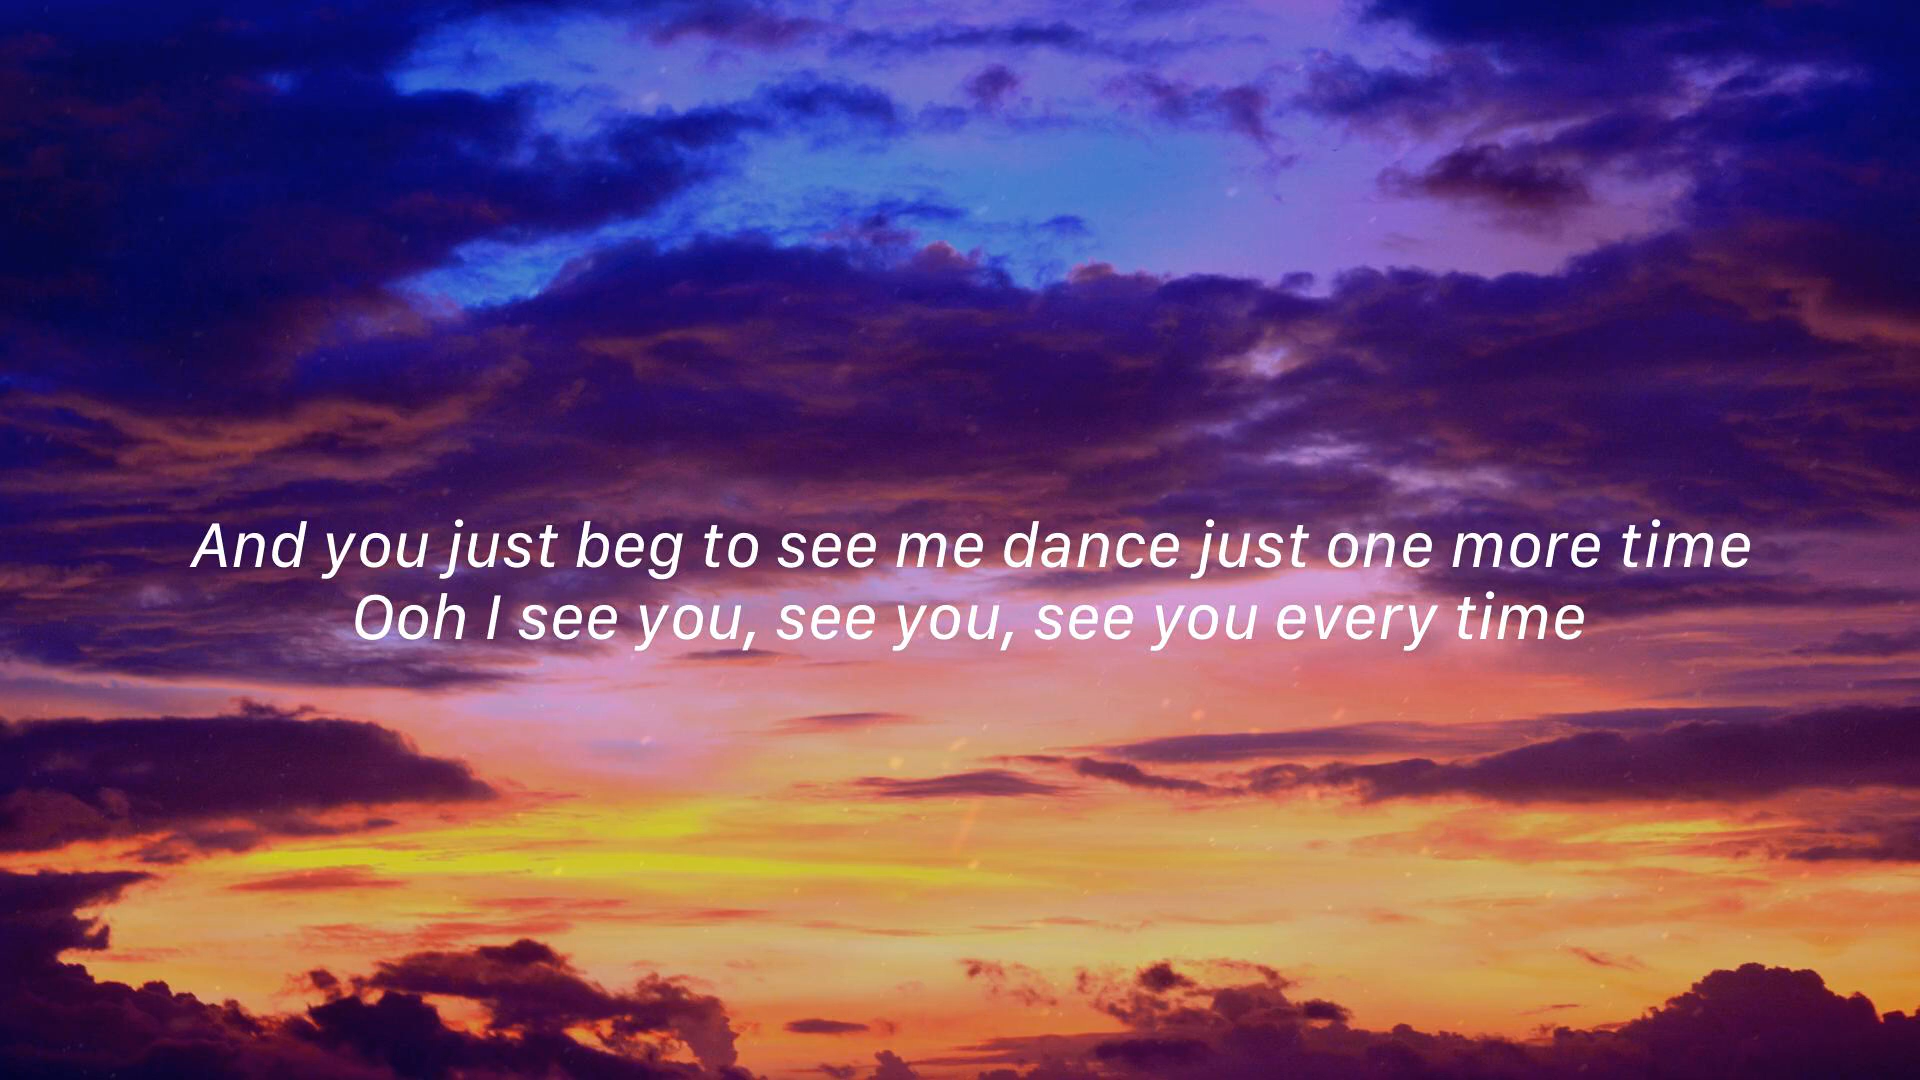 And you just beg to see me dance just one more time
Ooh I see you, see you, see you every time